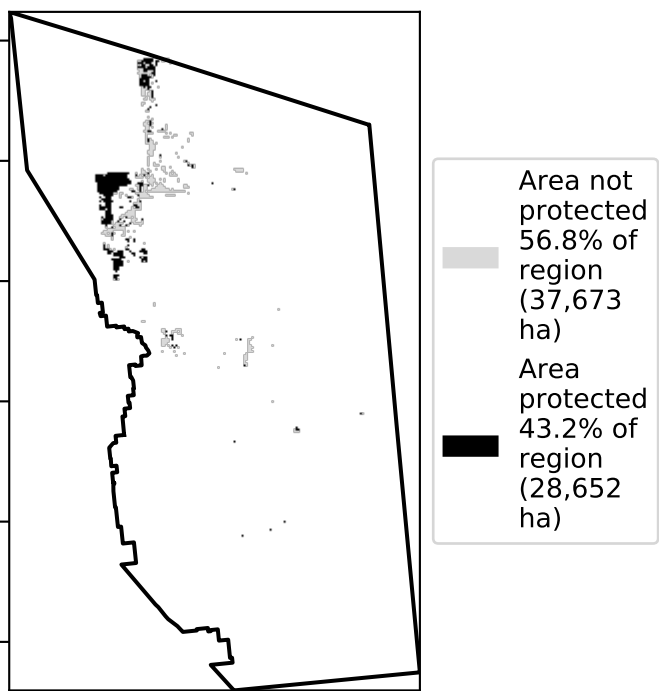 Area not
protected
56.8% of
region
(37,673
ha)
Area
protected
43.2% of
region
(28,652
ha)